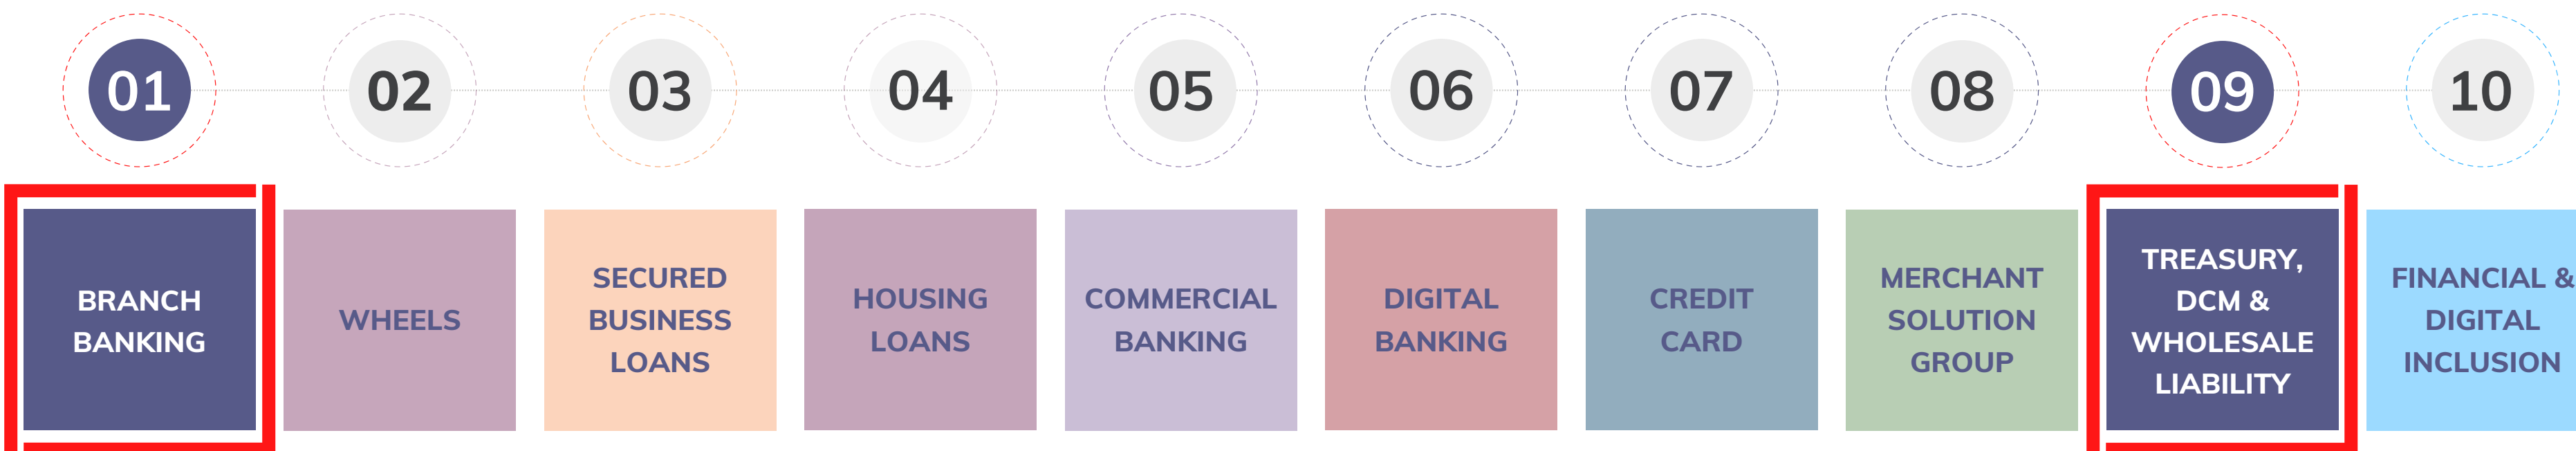 01
02
03
04
05
06
07
08
09
10
BRANCH
BANKING
WHEELS
SECURED
BUSINESS
LOANS
HOUSING
LOANS
COMMERCIAL
BANKING
DIGITAL
BANKING
CREDIT
CARD
MERCHANT
SOLUTION
GROUP
TREASURY,
DCM &
WHOLESALE
LIABILITY
FINANCIAL &
DIGITAL
INCLUSION